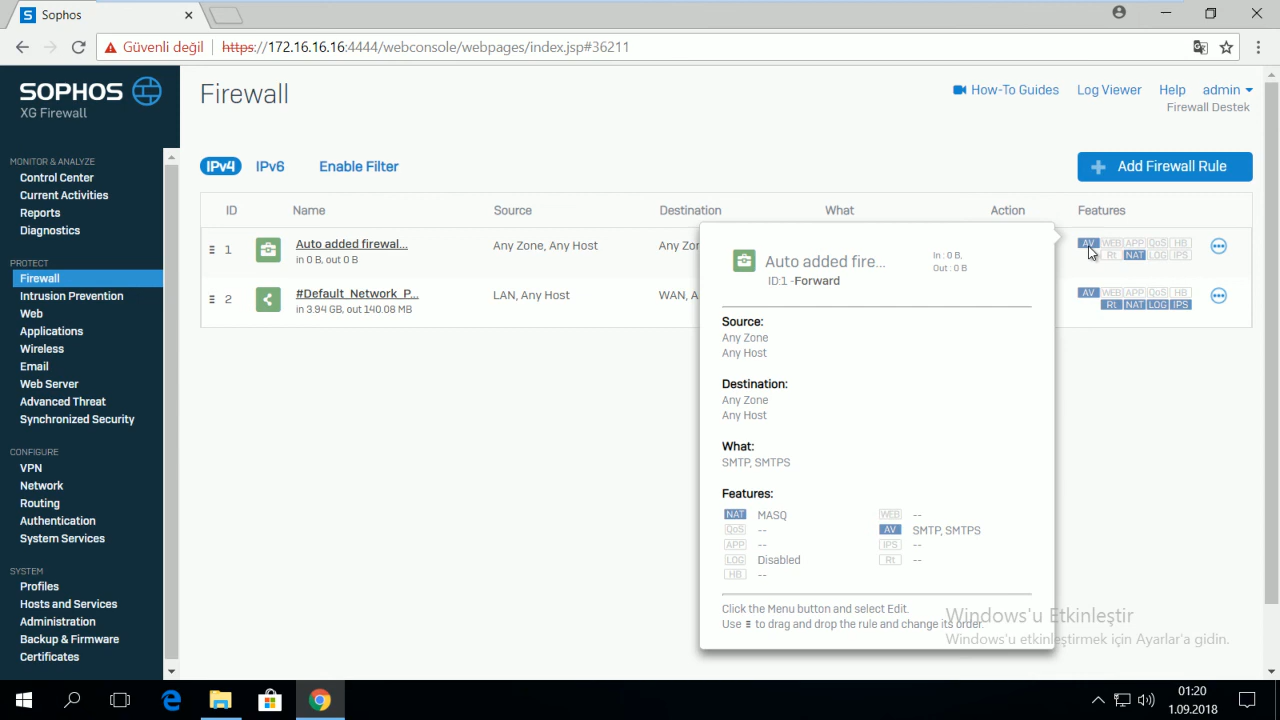 Sophos
Güvenli değil
https://172.16.16.16:4444/webconsole/webpages/index.jsp#36211
SOPHOS
XG Firewall
MONITOR & ANALYZE
Control Center
Current Activities
Reports
Diagnostics
PROTECT
Firewall
Intrusion Prevention
Web
Applications
Wireless
Email
Web Server
Advanced Threat
Synchronized Security
CONFIGURE
VPN
Network
Routing
Authentication
System Services
SYSTEM
Profiles
Hosts and Services
Administration
Backup & Firmware
Certificates
Firewall
How-To Guides Log Viewer Help admin
Firewall Destek
IPv4 IPv6 Enable Filter Add Firewall Rule
ID Name Source Destination What Action Features
1 Auto added firewal... Any Zone, Any Host Any Zor AV WEB APP QoS HB
in 0 B, out 0 B Rt NAT LOG IPS
2 #Default_Network_P... LAN, Any Host WAN, A AV WEB APP QoS HB
in 3.94 GB, out 140.08 MB Rt NAT LOG IPS
Auto added fire...
ID:1 -Forward
In : 0 B,
Out : 0 B
Source:
Any Zone
Any Host
Destination:
Any Zone
Any Host
What:
SMTP, SMTPS
Features:
NAT MASQ WEB --
QoS -- AV SMTP, SMTPS
APP -- IPS --
LOG Disabled Rt --
HB --
Click the Menu button and select Edit.
Use to drag and drop the rule and change its order.
Windows'u Etkinleştir
Windows'u etkinleştirmek için Ayarlar'a gidin.
01:20
1.09.2018